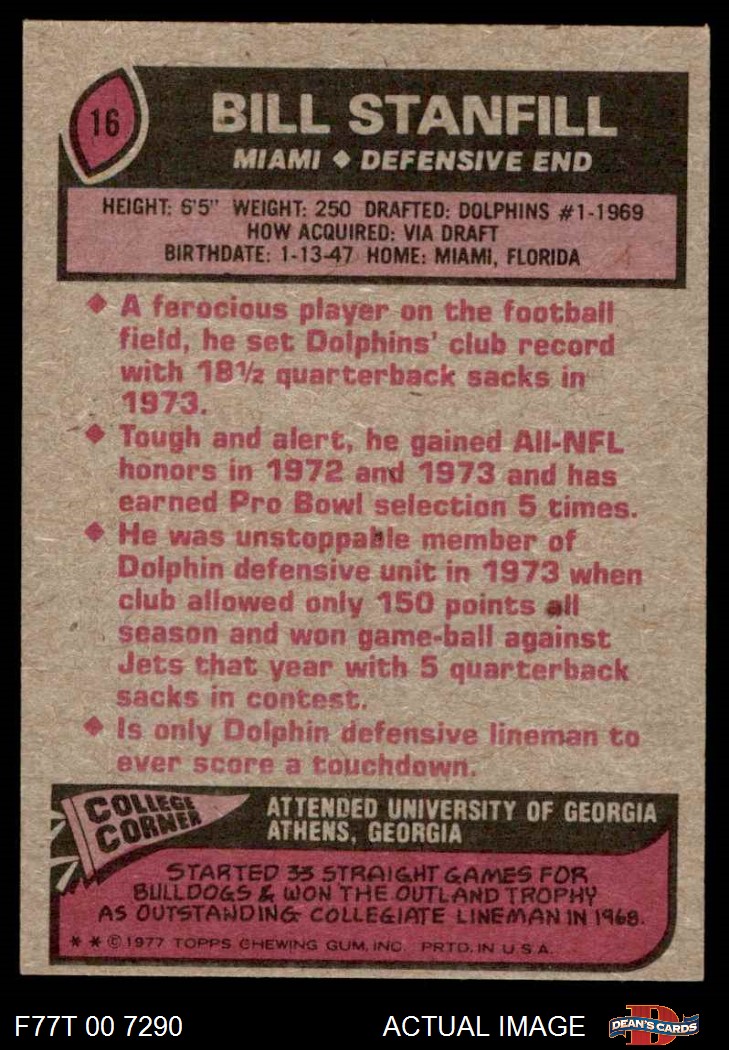 16
BILL STANFILL
MIAMI ◆ DEFENSIVE END
HEIGHT: 6'5" WEIGHT: 250 DRAFTED: DOLPHINS #1-1969
HOW ACQUIRED: VIA DRAFT
BIRTHDATE: 1-13-47 HOME: MIAMI, FLORIDA
◆ A ferocious player on the football
field, he set Dolphins' club record
with 18½ quarterback sacks in
1973.
◆ Tough and alert, he gained All-NFL
honors in 1972 and 1973 and has
earned Pro Bowl selection 5 times.
◆ He was unstoppable member of
Dolphin defensive unit in 1973 when
club allowed only 150 points all
season and won game-ball against
Jets that year with 5 quarterback
sacks in contest.
◆ Is only Dolphin defensive lineman to
ever score a touchdown.
COLLEGE
CORNER
ATTENDED UNIVERSITY OF GEORGIA
ATHENS, GEORGIA
STARTED 33 STRAIGHT GAMES FOR
BULLDOGS & WON THE OUTLAND TROPHY
AS OUTSTANDING COLLEGIATE LINEMAN IN 1968.
* * © 1977 TOPPS CHEWING GUM, INC. PRTD. IN U.S.A.
F77T 00 7290
ACTUAL IMAGE
D
DEAN'S CARDS